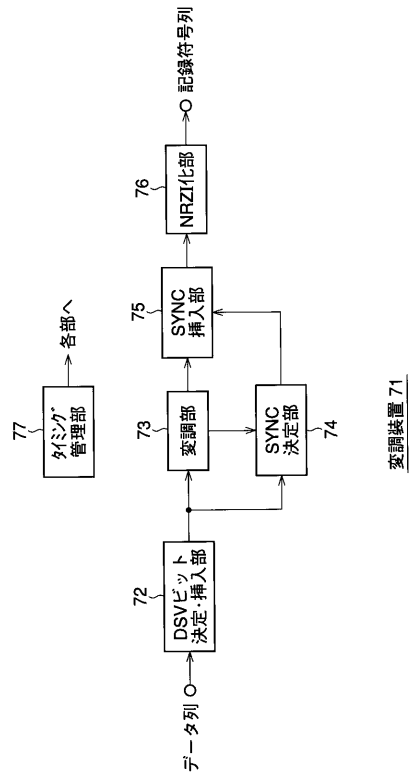 データ列
72
DSVビット
決定・挿入部
73
変調部
74
SYNC
決定部
75
SYNC
挿入部
76
NRZI化部
記録符号列
77
タイミング
管理部
各部へ
変調装置 71